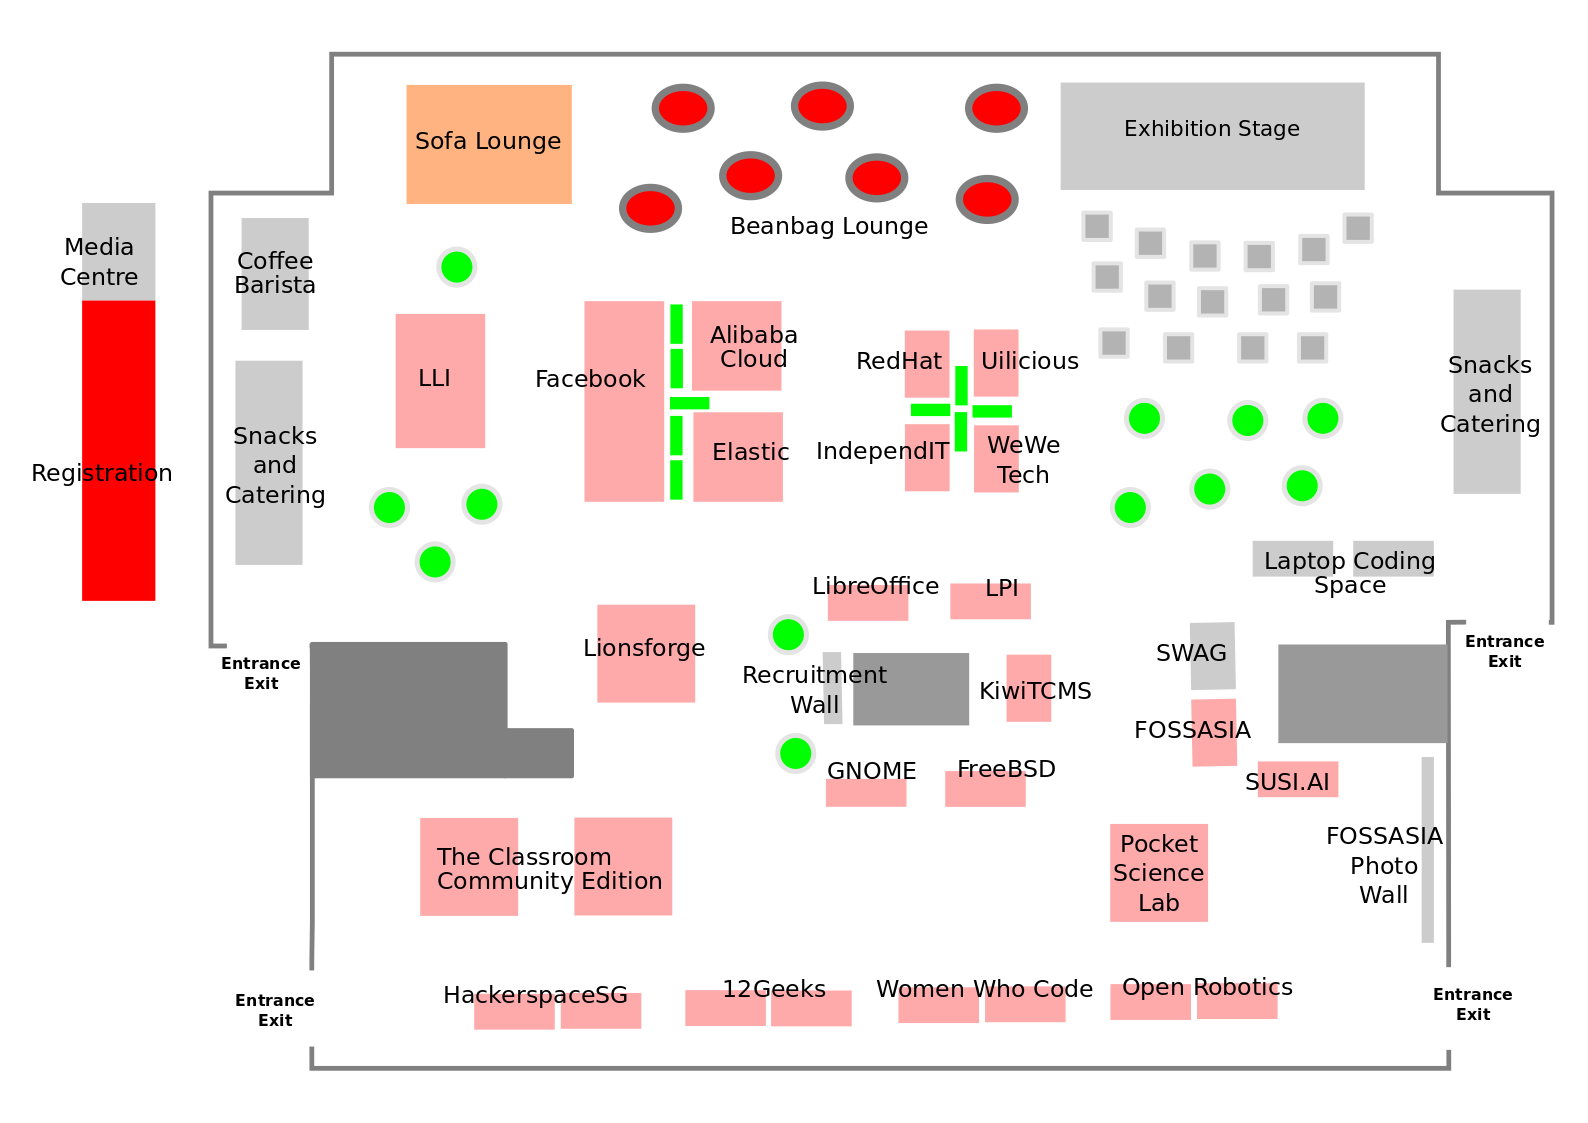 Sofa Lounge
Exhibition Stage
Beanbag Lounge
Media
Centre
Coffee
Barista
Registration
Snacks
and
Catering
LLI
Facebook
Alibaba
Cloud
Elastic
RedHat
Uilicious
IndependIT
WeWe
Tech
Snacks
and
Catering
Laptop Coding
Space
LibreOffice
LPI
Lionsforge
Recruitment
Wall
KiwiTCMS
GNOME
FreeBSD
SWAG
FOSSASIA
SUSI.AI
Entrance
Exit
Entrance
Exit
The Classroom
Community Edition
Pocket
Science
Lab
FOSSASIA
Photo
Wall
Entrance
Exit
HackerspaceSG
12Geeks
Women Who Code
Open Robotics
Entrance
Exit